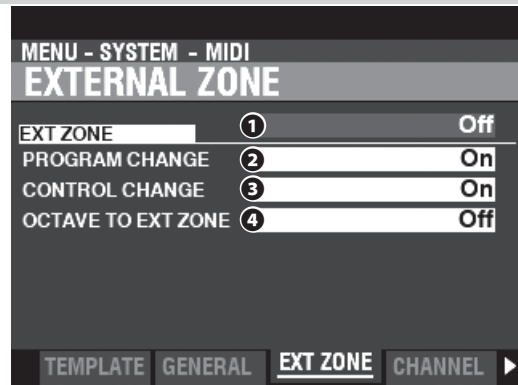 MENU - SYSTEM - MIDI
EXTERNAL ZONE
EXT ZONE ① Off
PROGRAM CHANGE ② On
CONTROL CHANGE ③ On
OCTAVE TO EXT ZONE ④ Off
TEMPLATE GENERAL EXT ZONE CHANNEL ▶